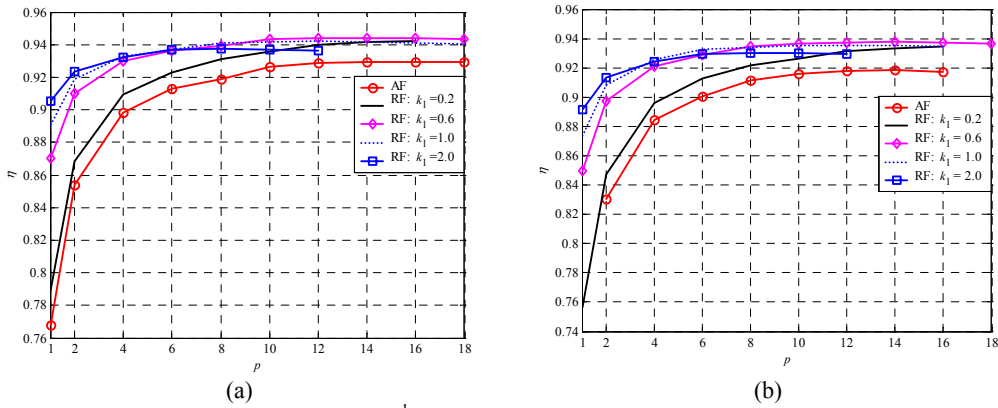 0.96
0.94
0.92
0.9
0.88
0.86
0.84
0.82
0.8
0.78
0.76
η
1 2 4 6 8 10 12 14 16 18
p
AF
RF: k1=0.2
RF: k1=0.6
RF: k1=1.0
RF: k1=2.0
(a)
0.96
0.94
0.92
0.9
0.88
0.86
0.84
0.82
0.8
0.78
0.76
0.74
η
1 2 4 6 8 10 12 14 16 18
p
AF
RF: k1 = 0.2
RF: k1 = 0.6
RF: k1 = 1.0
RF: k1 = 2.0
(b)
1